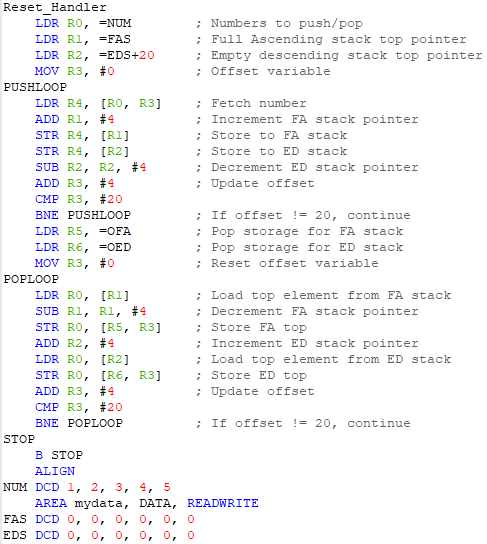 Reset_Handler
LDR R0, =NUM ; Numbers to push/pop
LDR R1, =FAS ; Full Ascending stack top pointer
LDR R2, =EDS+20 ; Empty descending stack top pointer
MOV R3, #0 ; Offset variable
PUSHLOOP
LDR R4, [R0, R3] ; Fetch number
ADD R1, #4 ; Increment FA stack pointer
STR R4, [R1] ; Store to FA stack
STR R4, [R2] ; Store to ED stack
SUB R2, R2, #4 ; Decrement ED stack pointer
ADD R3, #4 ; Update offset
CMP R3, #20
BNE PUSHLOOP ; If offset != 20, continue
LDR R5, =OFA ; Pop storage for FA stack
LDR R6, =OED ; Pop storage for ED stack
MOV R3, #0 ; Reset offset variable
POPLOOP
LDR R0, [R1] ; Load top element from FA stack
SUB R1, R1, #4 ; Decrement FA stack pointer
STR R0, [R5, R3] ; Store FA top
ADD R2, #4 ; Increment ED stack pointer
LDR R0, [R2] ; Load top element from ED stack
STR R0, [R6, R3] ; Store ED top
ADD R3, #4 ; Update offset
CMP R3, #20
BNE POPLOOP ; If offset != 20, continue
STOP
B STOP
ALIGN
NUM DCD 1, 2, 3, 4, 5
AREA mydata, DATA, READWRITE
FAS DCD 0, 0, 0, 0, 0, 0
EDS DCD 0, 0, 0, 0, 0, 0